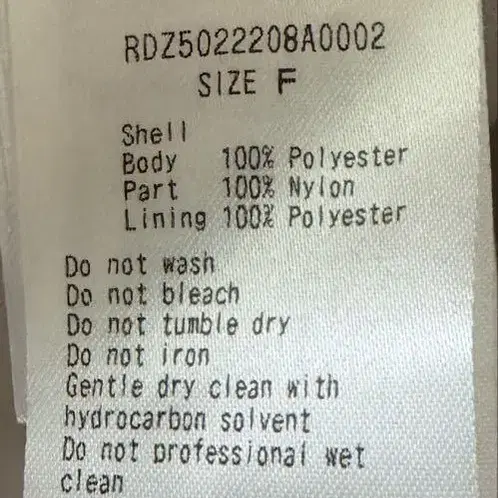 RDZ5022208A0002
SIZE F
Shell
Body 100% Polyester
Part 100% Nylon
Lining 100% Polyester
Do not wash
Do not bleach
Do not tumble dry
Do not iron
Gentle dry clean with
hydrocarbon solvent
Do not professional wet
clean